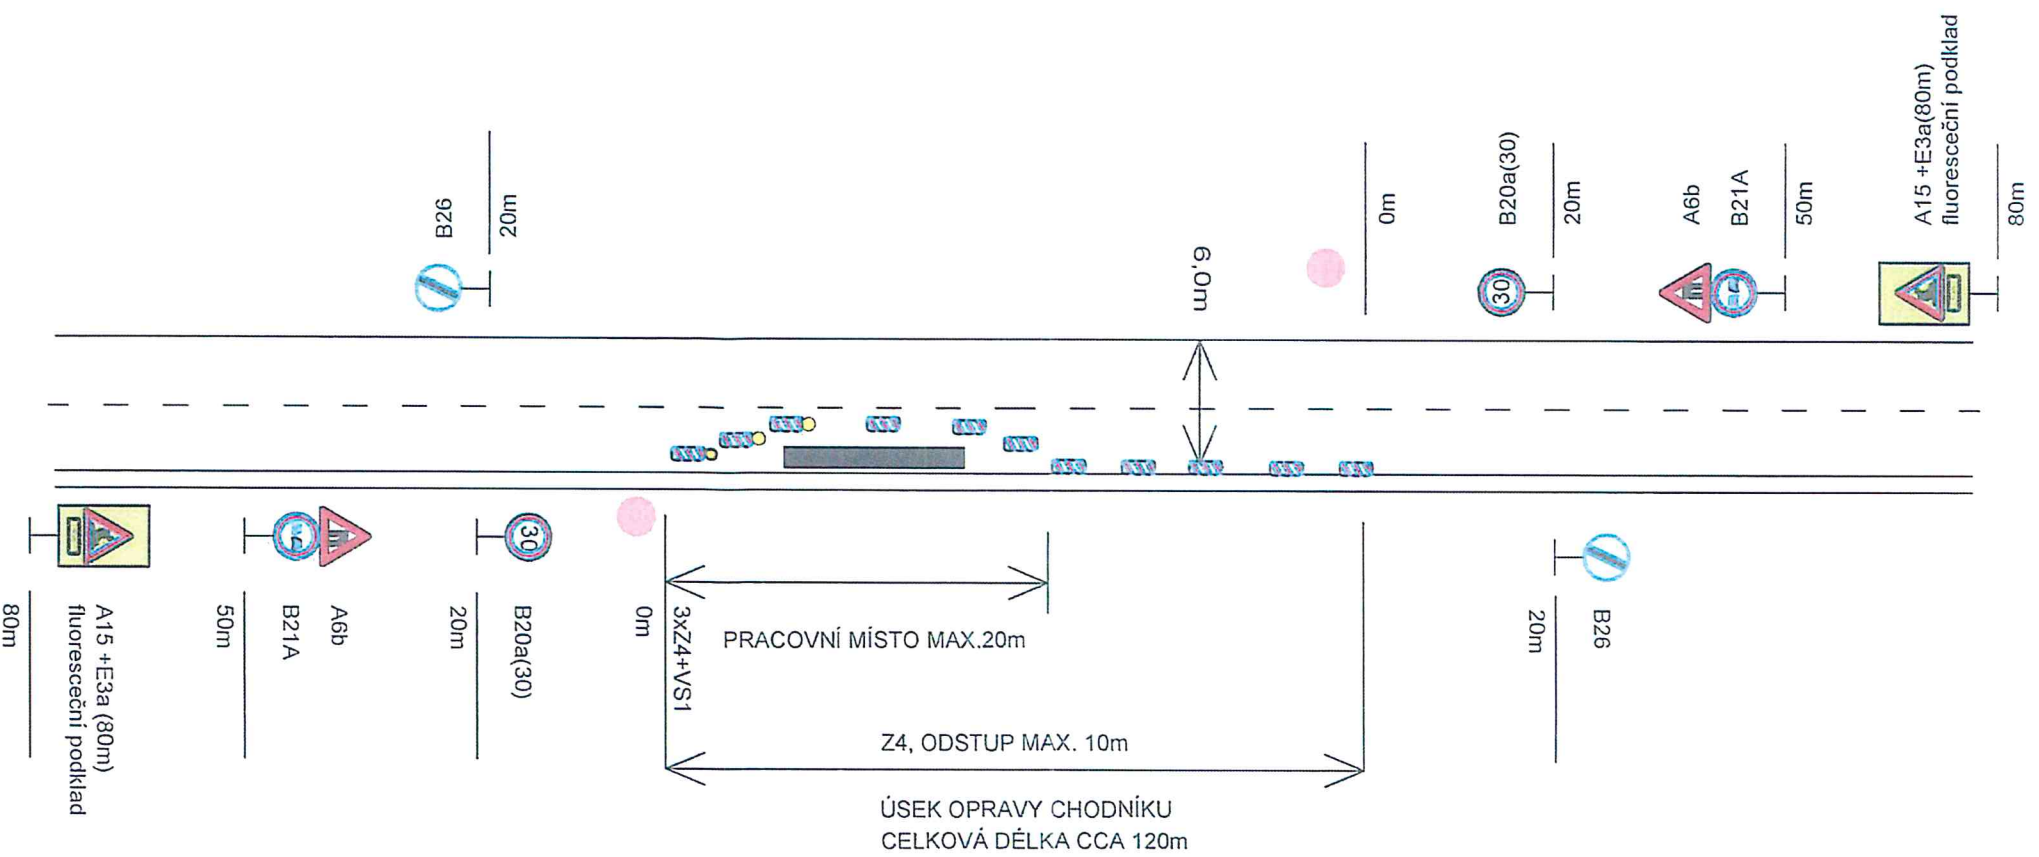 B26
20m
6,0m
0m
B20a(30)
20m
A6b
B21A
50m
A15 +E3a(80m)
fluoresceční podklad
80m
30
30
80m
A15 +E3a (80m)
fluoresceční podklad
50m
B21A
A6b
20m
B20a(30)
0m
3xZ4+VS1
PRACOVNÍ MÍSTO MAX.20m
Z4, ODSTUP MAX. 10m
ÚSEK OPRAVY CHODNÍKU
CELKOVÁ DÉLKA CCA 120m
20m
B26